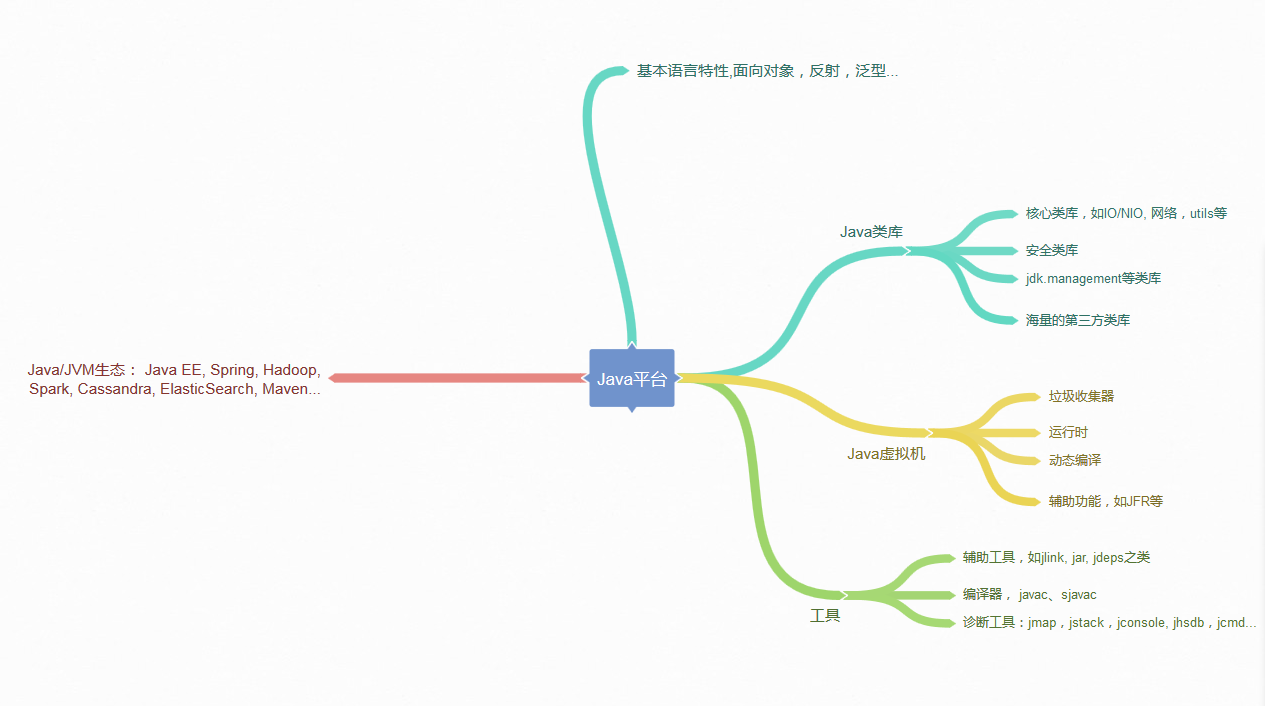 基本语言特性,面向对象，反射，泛型...
Java类库
核心类库，如IO/NIO, 网络，utils等
安全类库
jdk.management等类库
海量的第三方类库
Java/JVM生态： Java EE, Spring, Hadoop,
Spark, Cassandra, ElasticSearch, Maven...
Java平台
Java虚拟机
垃圾收集器
运行时
动态编译
辅助功能，如JFR等
工具
辅助工具，如jlink, jar, jdeps之类
编译器， javac、sjavac
诊断工具：jmap，jstack，jconsole, jhsdb，jcmd...